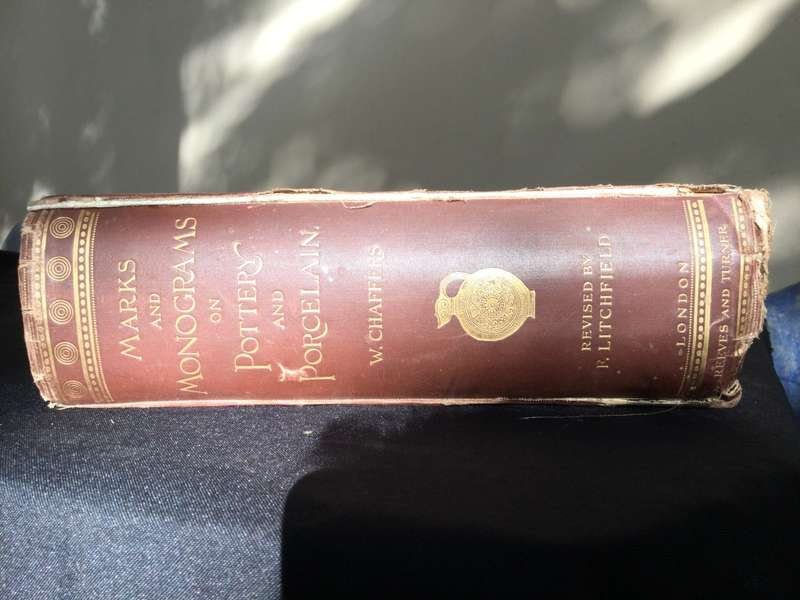 MARKS
AND
MONOGRAMS
ON
POTTERY
AND
PORCELAIN.
W. CHAFFERS
REVISED BY
F. LITCHFIELD
LONDON
REEVES AND TURNER